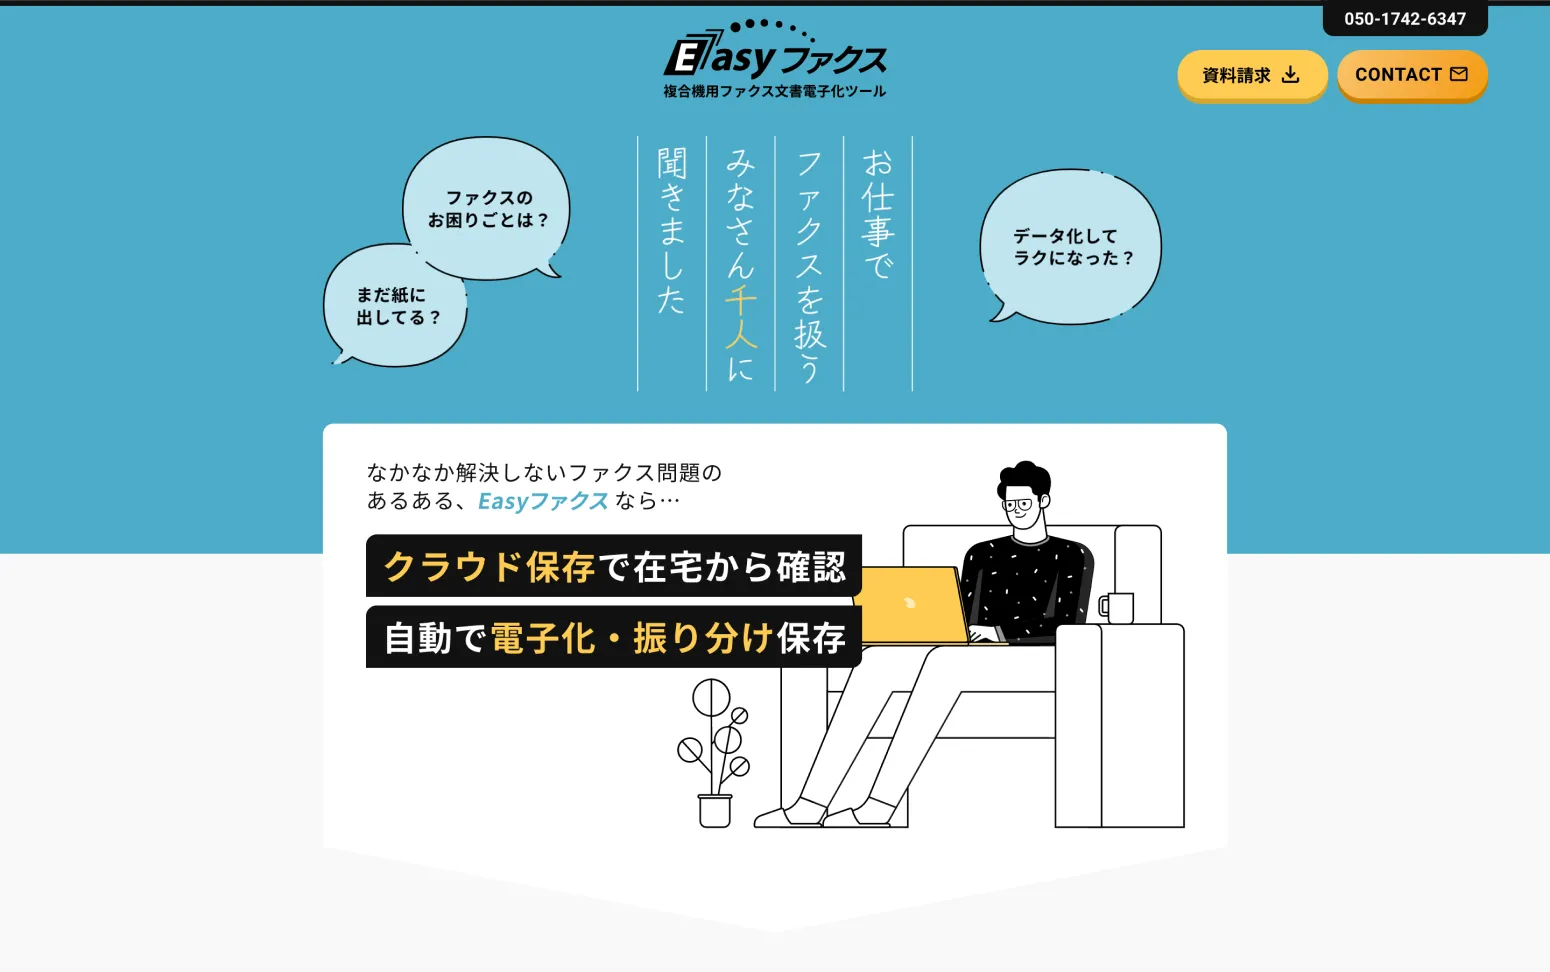 050-1742-6347
Easyファクス
複合機用ファクス文書電子化ツール
資料請求
CONTACT
お仕事で
ファクスを扱う
みなさん千人に
聞きました
ファクスの
お困りごとは？
まだ紙に
出してる？
データ化して
ラクになった？
なかなか解決しないファクス問題の
あるある、Easyファクス なら…
クラウド保存で在宅から確認
自動で電子化・振り分け保存